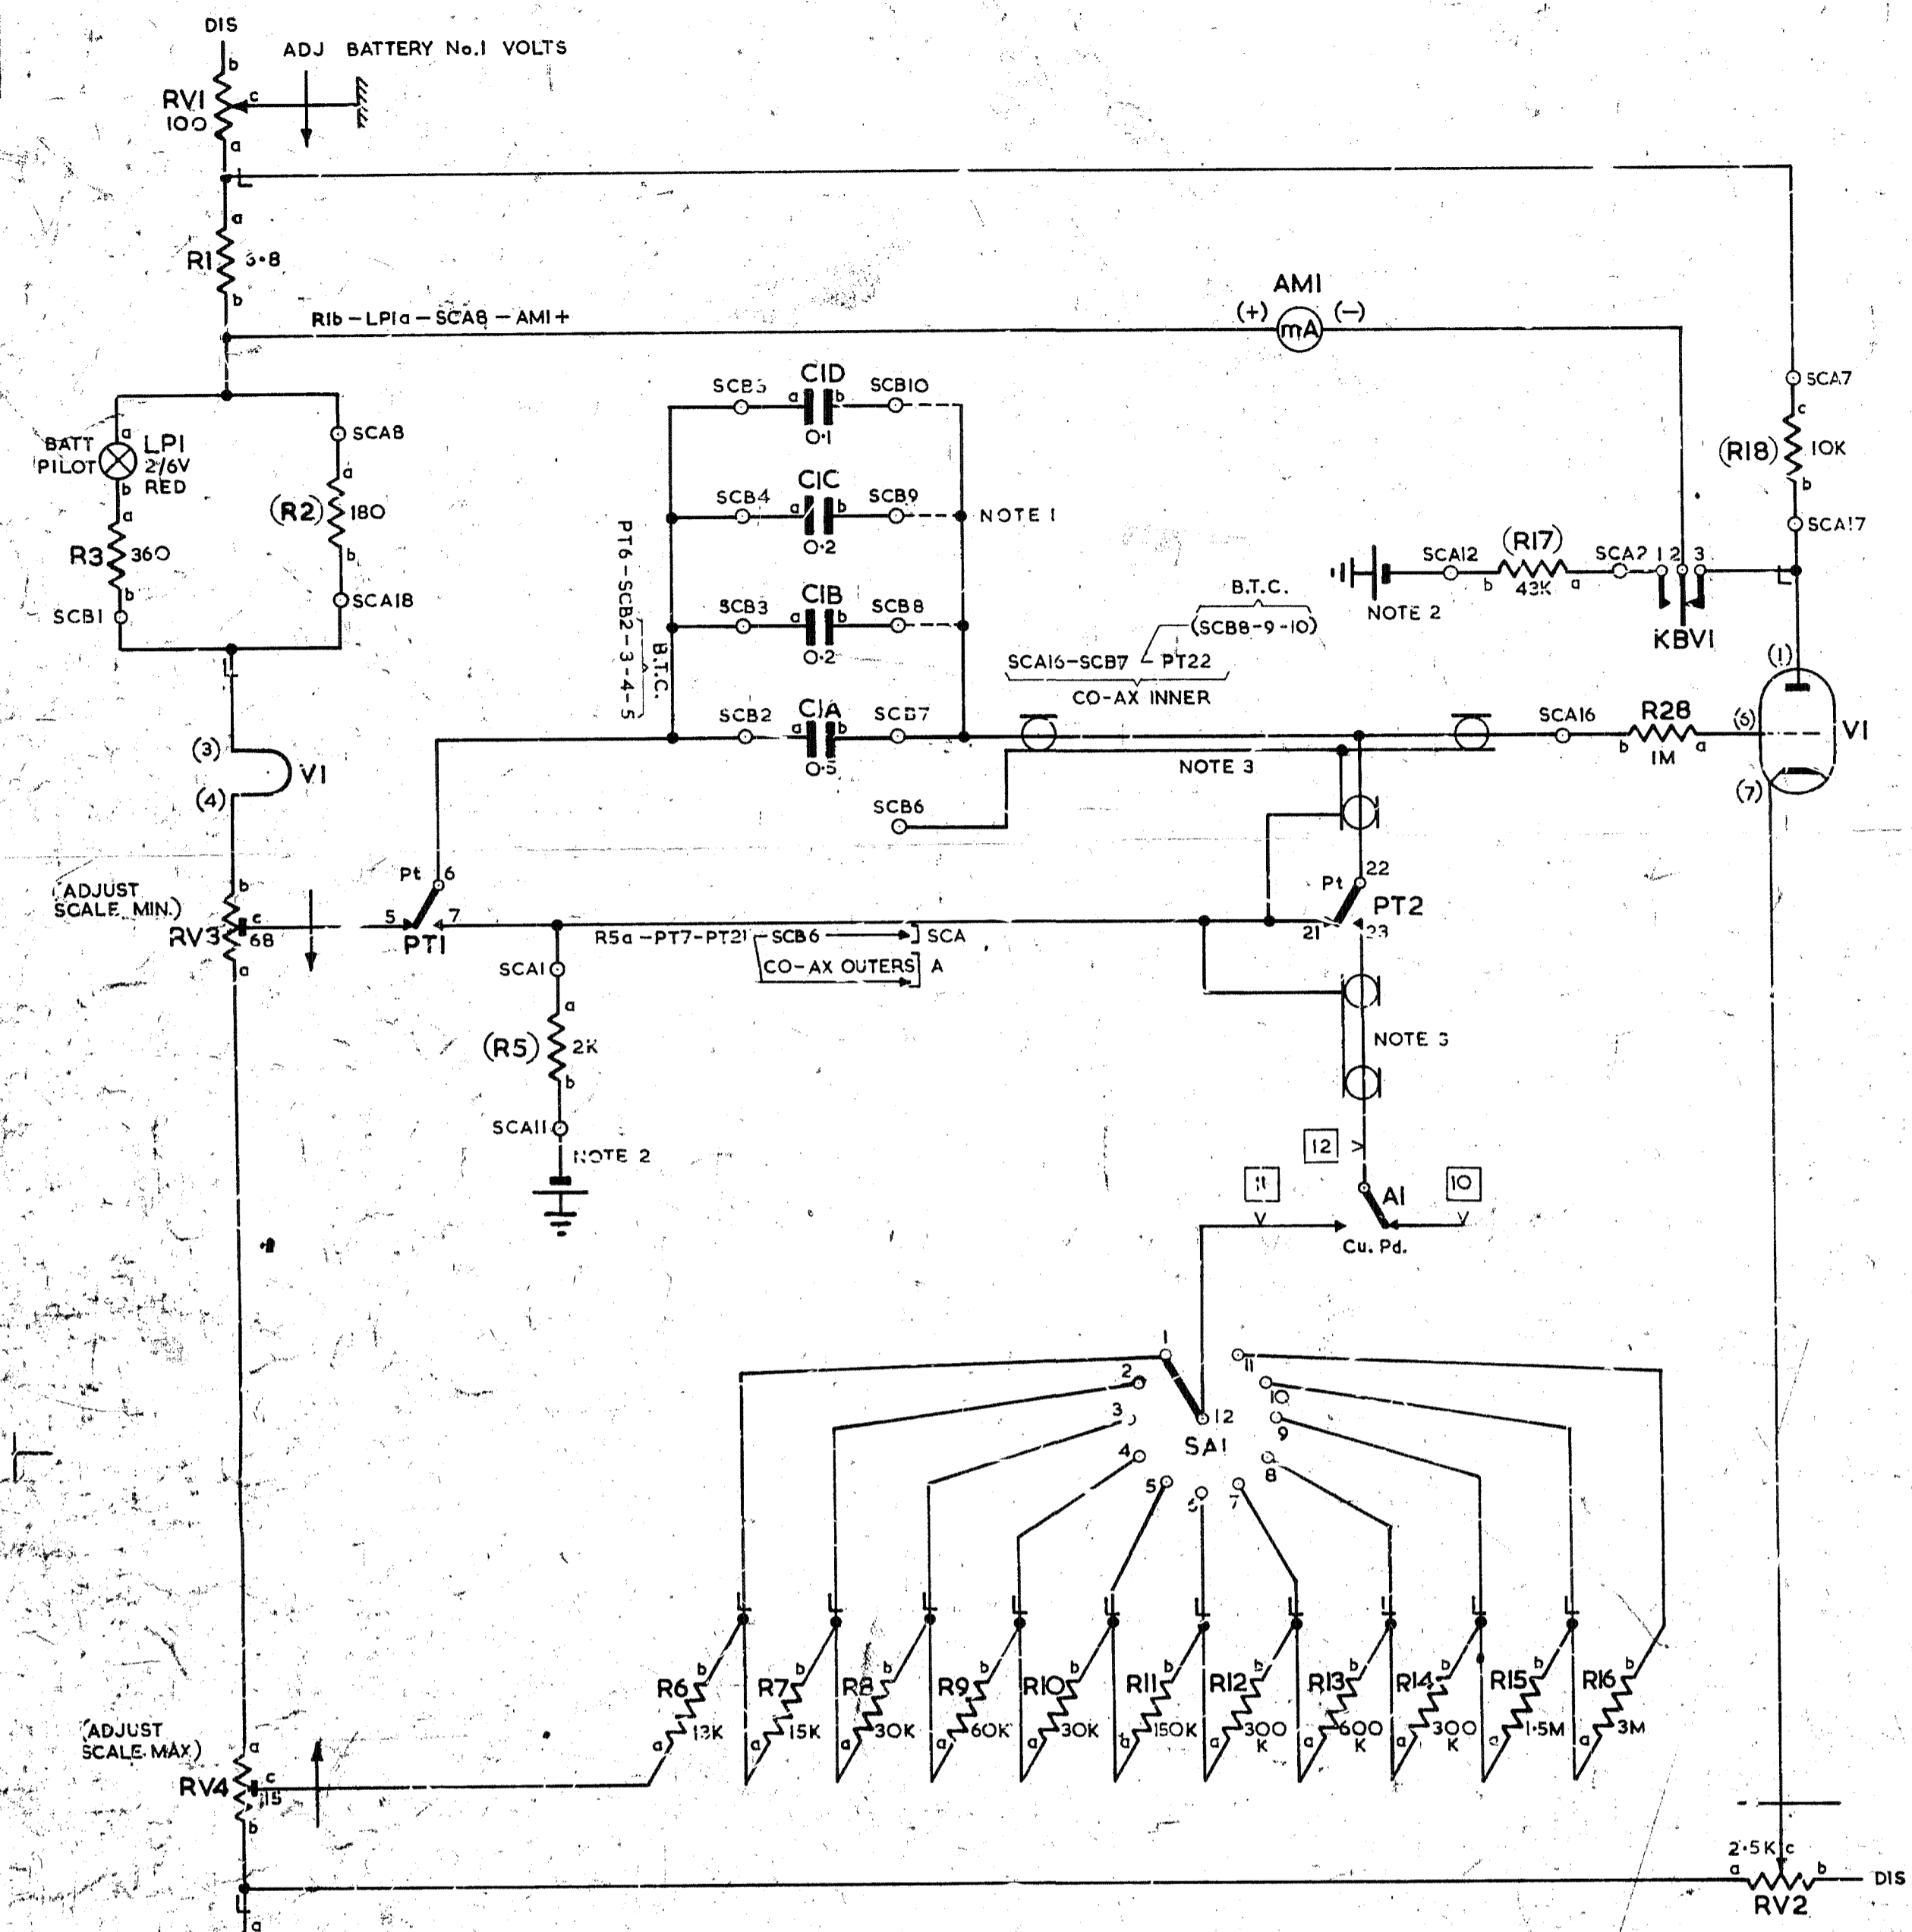 DIS
ADJ BATTERY No.1 VOLTS
b
RV1
c
100
a
a
R1
b
R1b-LP1a-SCA8-AM1+
AM1
(+)
mA
(-)
SCA7
c
(R18)
10K
b
SCA17
BATT
PILOT
a
LP1
2/6V
RED
b
SCA8
a
R3
360
b
SCB1
a
(R2)
180
b
SCA18
C1D
a
b
SCB10
0.1
SCB4
C1C
a
b
SCB9
0.2
NOTE 1
SCB3
C1B
a
b
SCB8
0.2
SCB2
C1A
a
b
SCB7
0.5
PT6-SCB2-3-4-5
B.T.C.
B.T.C.
(SCB8-9-10)
SCA16-SCB7
PT22
CO-AX INNER
NOTE 2
SCA12
(R17)
b
43K
a
SCA2
1
2
3
KBV1
(1)
SCA16
R28
b
1M
a
V1
(7)
NOTE 3
SCB6
(3)
V1
(4)
(ADJUST
SCALE MIN.)
b
c
RV3
68
a
Pt
6
5
7
PT1
Pt
22
PT2
21
23
R5a-PT7-PT21
SCB6
SCA
CO-AX OUTERS
A
SCA1
a
(R5)
2K
b
SCA11
NOTE 2
NOTE 3
12
11
A1
10
Cu. Pd.
1
11
2
10
3
12
9
SA1
4
8
5
6
7
R6
b
a
13K
R7
b
a
15K
R8
b
a
30K
R9
b
a
60K
R10
b
a
30K
R11
b
a
150K
R12
b
a
300
K
R13
b
a
600
K
R14
b
a
300
K
R15
b
a
1.5M
R16
b
a
3M
(ADJUST
SCALE MAX)
a
RV4
c
15
b
2.5K
c
a
b
DIS
RV2
a